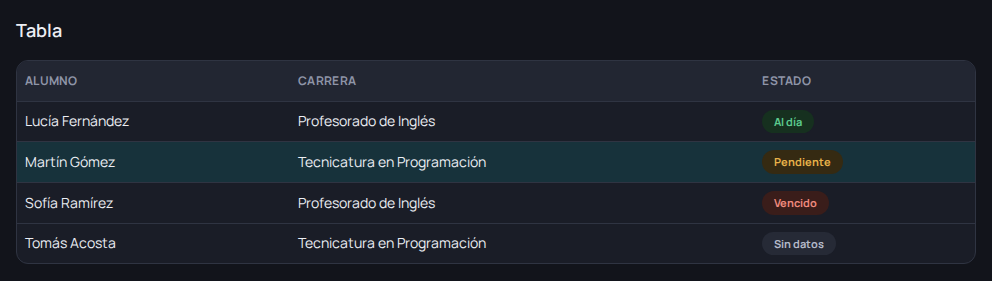 Tabla
ALUMNO CARRERA ESTADO
Lucía Fernández Profesorado de Inglés Al día
Martín Gómez Tecnicatura en Programación Pendiente
Sofía Ramírez Profesorado de Inglés Vencido
Tomás Acosta Tecnicatura en Programación Sin datos